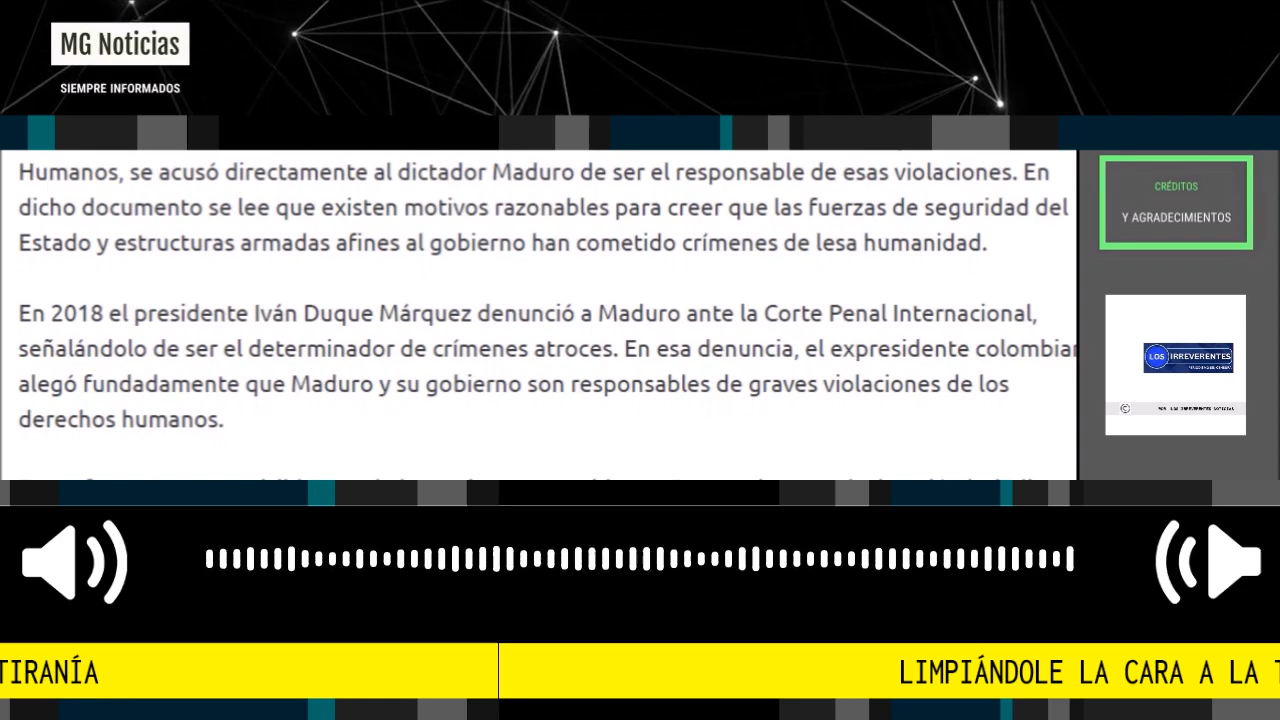 MG Noticias
SIEMPRE INFORMADOS
Humanos, se acusó directamente al dictador Maduro de ser el responsable de esas violaciones. En
dicho documento se lee que existen motivos razonables para creer que las fuerzas de seguridad del
Estado y estructuras armadas afines al gobierno han cometido crímenes de lesa humanidad.
En 2018 el presidente Iván Duque Márquez denunció a Maduro ante la Corte Penal Internacional,
señalándolo de ser el determinador de crímenes atroces. En esa denuncia, el expresidente colombian
alegó fundadamente que Maduro y su gobierno son responsables de graves violaciones de los
derechos humanos.
CRÉDITOS
Y AGRADECIMIENTOS
LOS IRREVERENTES
© POR: LOS IRREVERENTES NOTICIAS
TIRANÍA
LIMPIÁNDOLE LA CARA A LA T